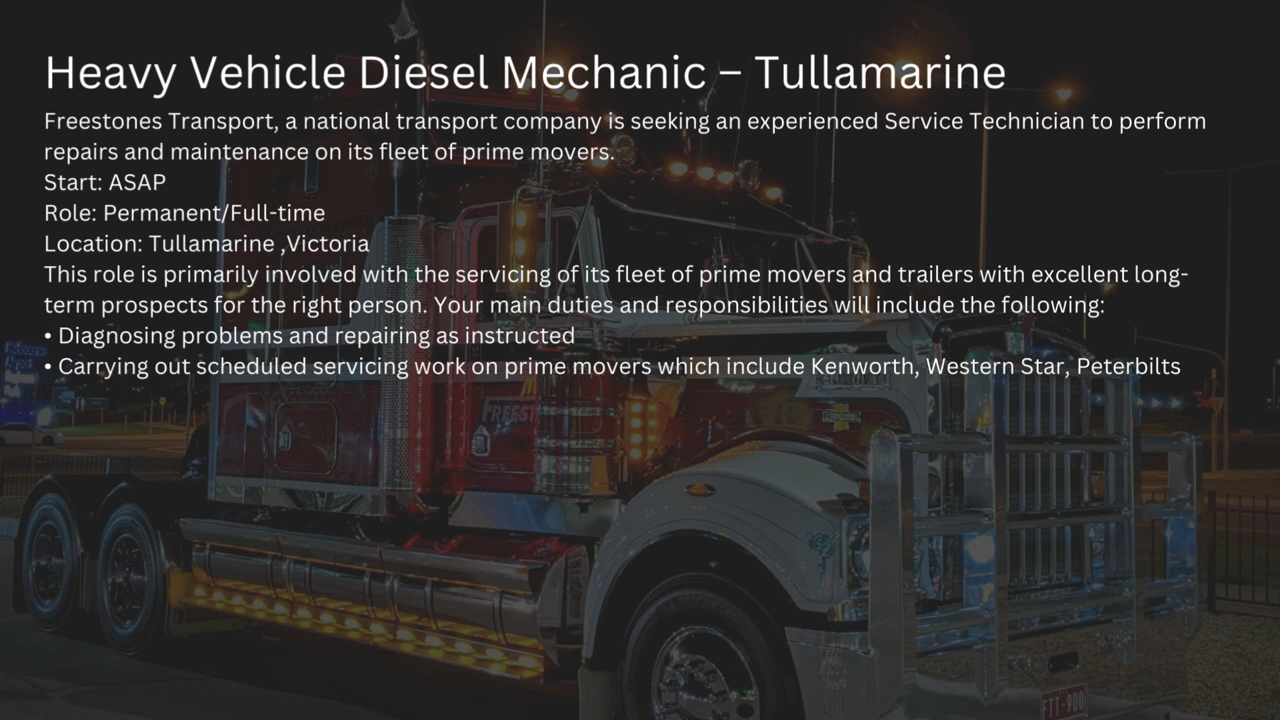 Heavy Vehicle Diesel Mechanic – Tullamarine
Freestones Transport, a national transport company is seeking an experienced Service Technician to perform
repairs and maintenance on its fleet of prime movers.
Start: ASAP
Role: Permanent/Full-time
Location: Tullamarine ,Victoria
This role is primarily involved with the servicing of its fleet of prime movers and trailers with excellent long-
term prospects for the right person. Your main duties and responsibilities will include the following:
• Diagnosing problems and repairing as instructed
• Carrying out scheduled servicing work on prime movers which include Kenworth, Western Star, Peterbilts